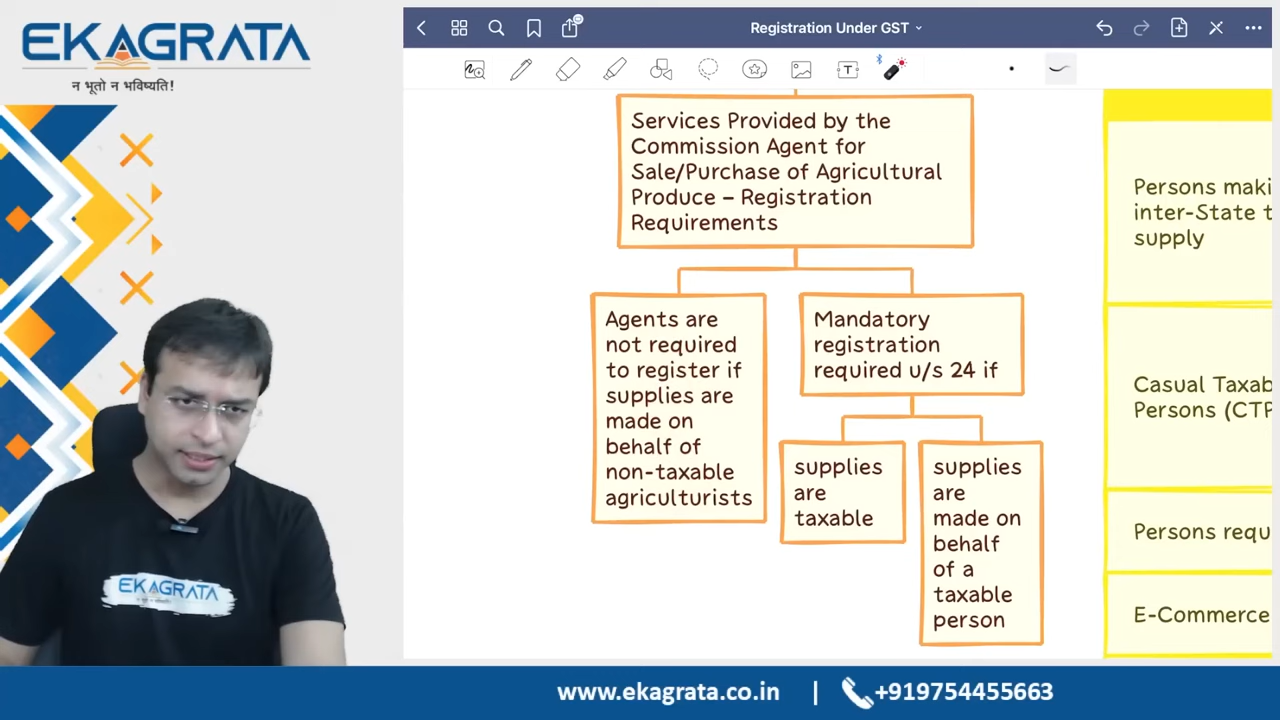 EKAGRATA
न भूतो न भविष्यति!
Registration Under GST
T
Services Provided by the
Commission Agent for
Sale/Purchase of Agricultural
Produce – Registration
Requirements
Agents are
not required
to register if
supplies are
made on
behalf of
non-taxable
agriculturists
Mandatory
registration
required u/s 24 if
supplies
are
taxable
supplies
are
made on
behalf
of a
taxable
person
Persons maki
inter-State t
supply
Casual Taxab
Persons (CTP
Persons requ
E-Commerce
EKAGRATA
www.ekagrata.co.in | +919754455663